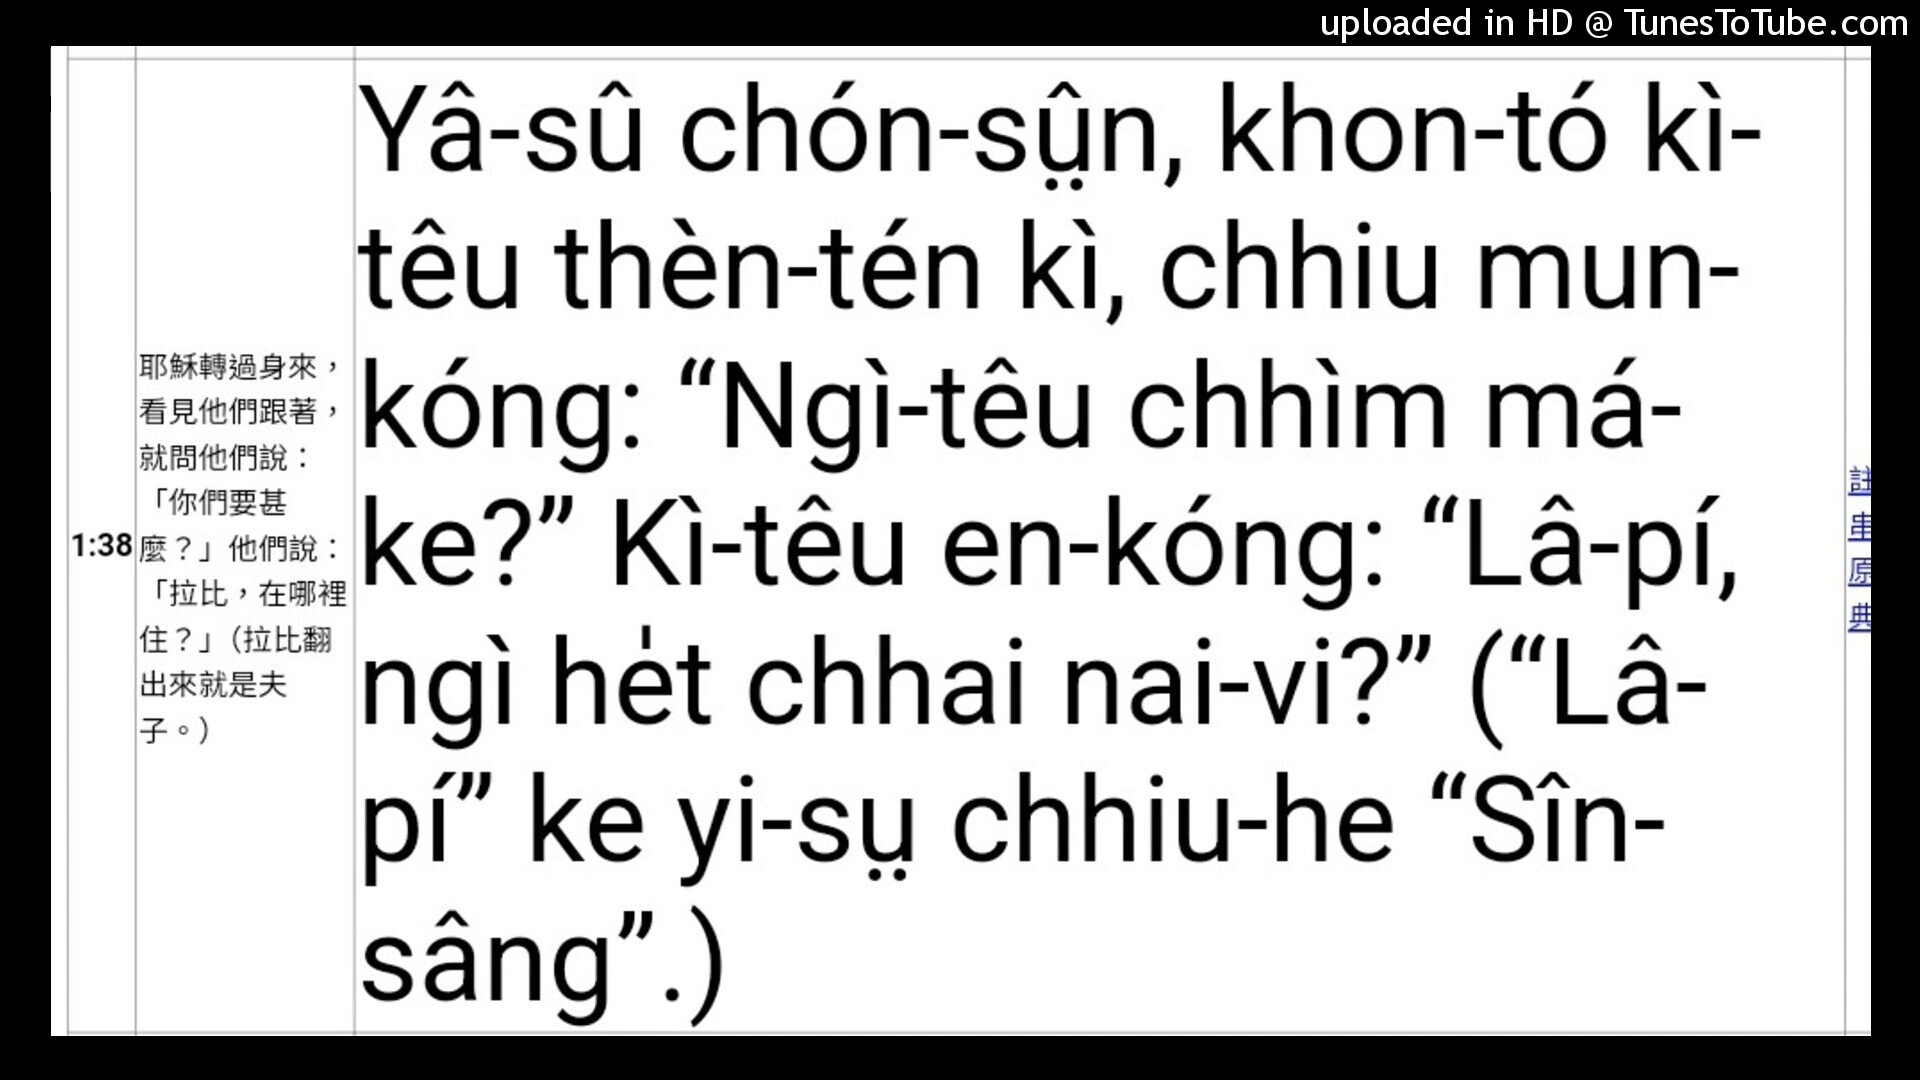 uploaded in HD @ TunesToTube.com
1:38
耶穌轉過身來，
看見他們跟著，
就問他們說：
「你們要甚
麼？」他們說：
「拉比，在哪裡
住？」（拉比翻
出來就是夫
子。）
Yâ-sû chón-sṳ̂n, khon-tó kì-
têu thèn-tén kì, chhiu mun-
kóng: “Ngì-têu chhìm má-
ke?” Kì-têu en-kóng: “Lâ-pí,
ngì he̍t chhai nai-vi?” (“Lâ-
pí” ke yi-sṳ chhiu-he “Sîn-
sâng”.)
註
串
原
典